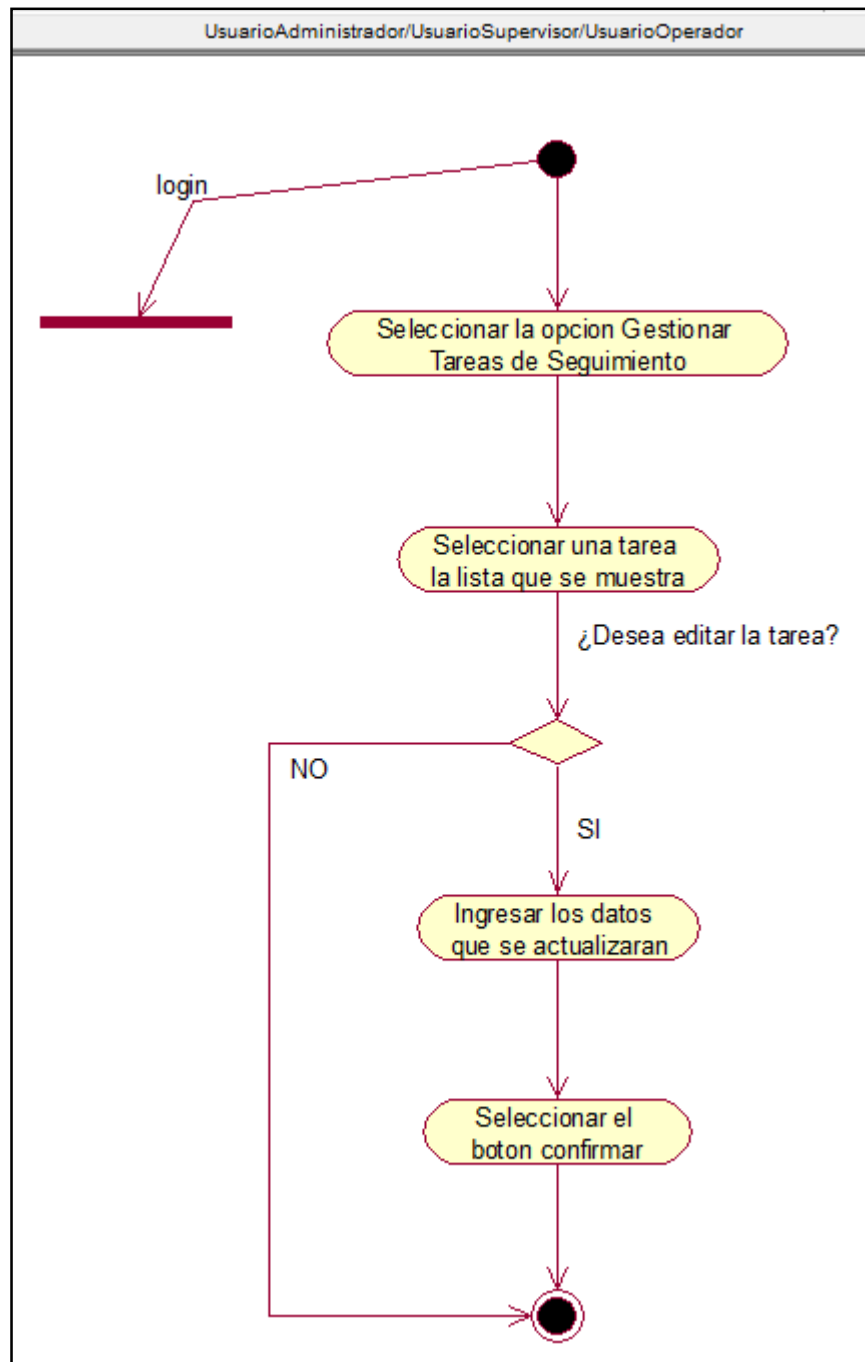 UsuarioAdministrador/UsuarioSupervisor/UsuarioOperador
login
Seleccionar la opcion Gestionar
Tareas de Seguimiento
Seleccionar una tarea
la lista que se muestra
¿Desea editar la tarea?
NO
SI
Ingresar los datos
que se actualizaran
Seleccionar el
boton confirmar